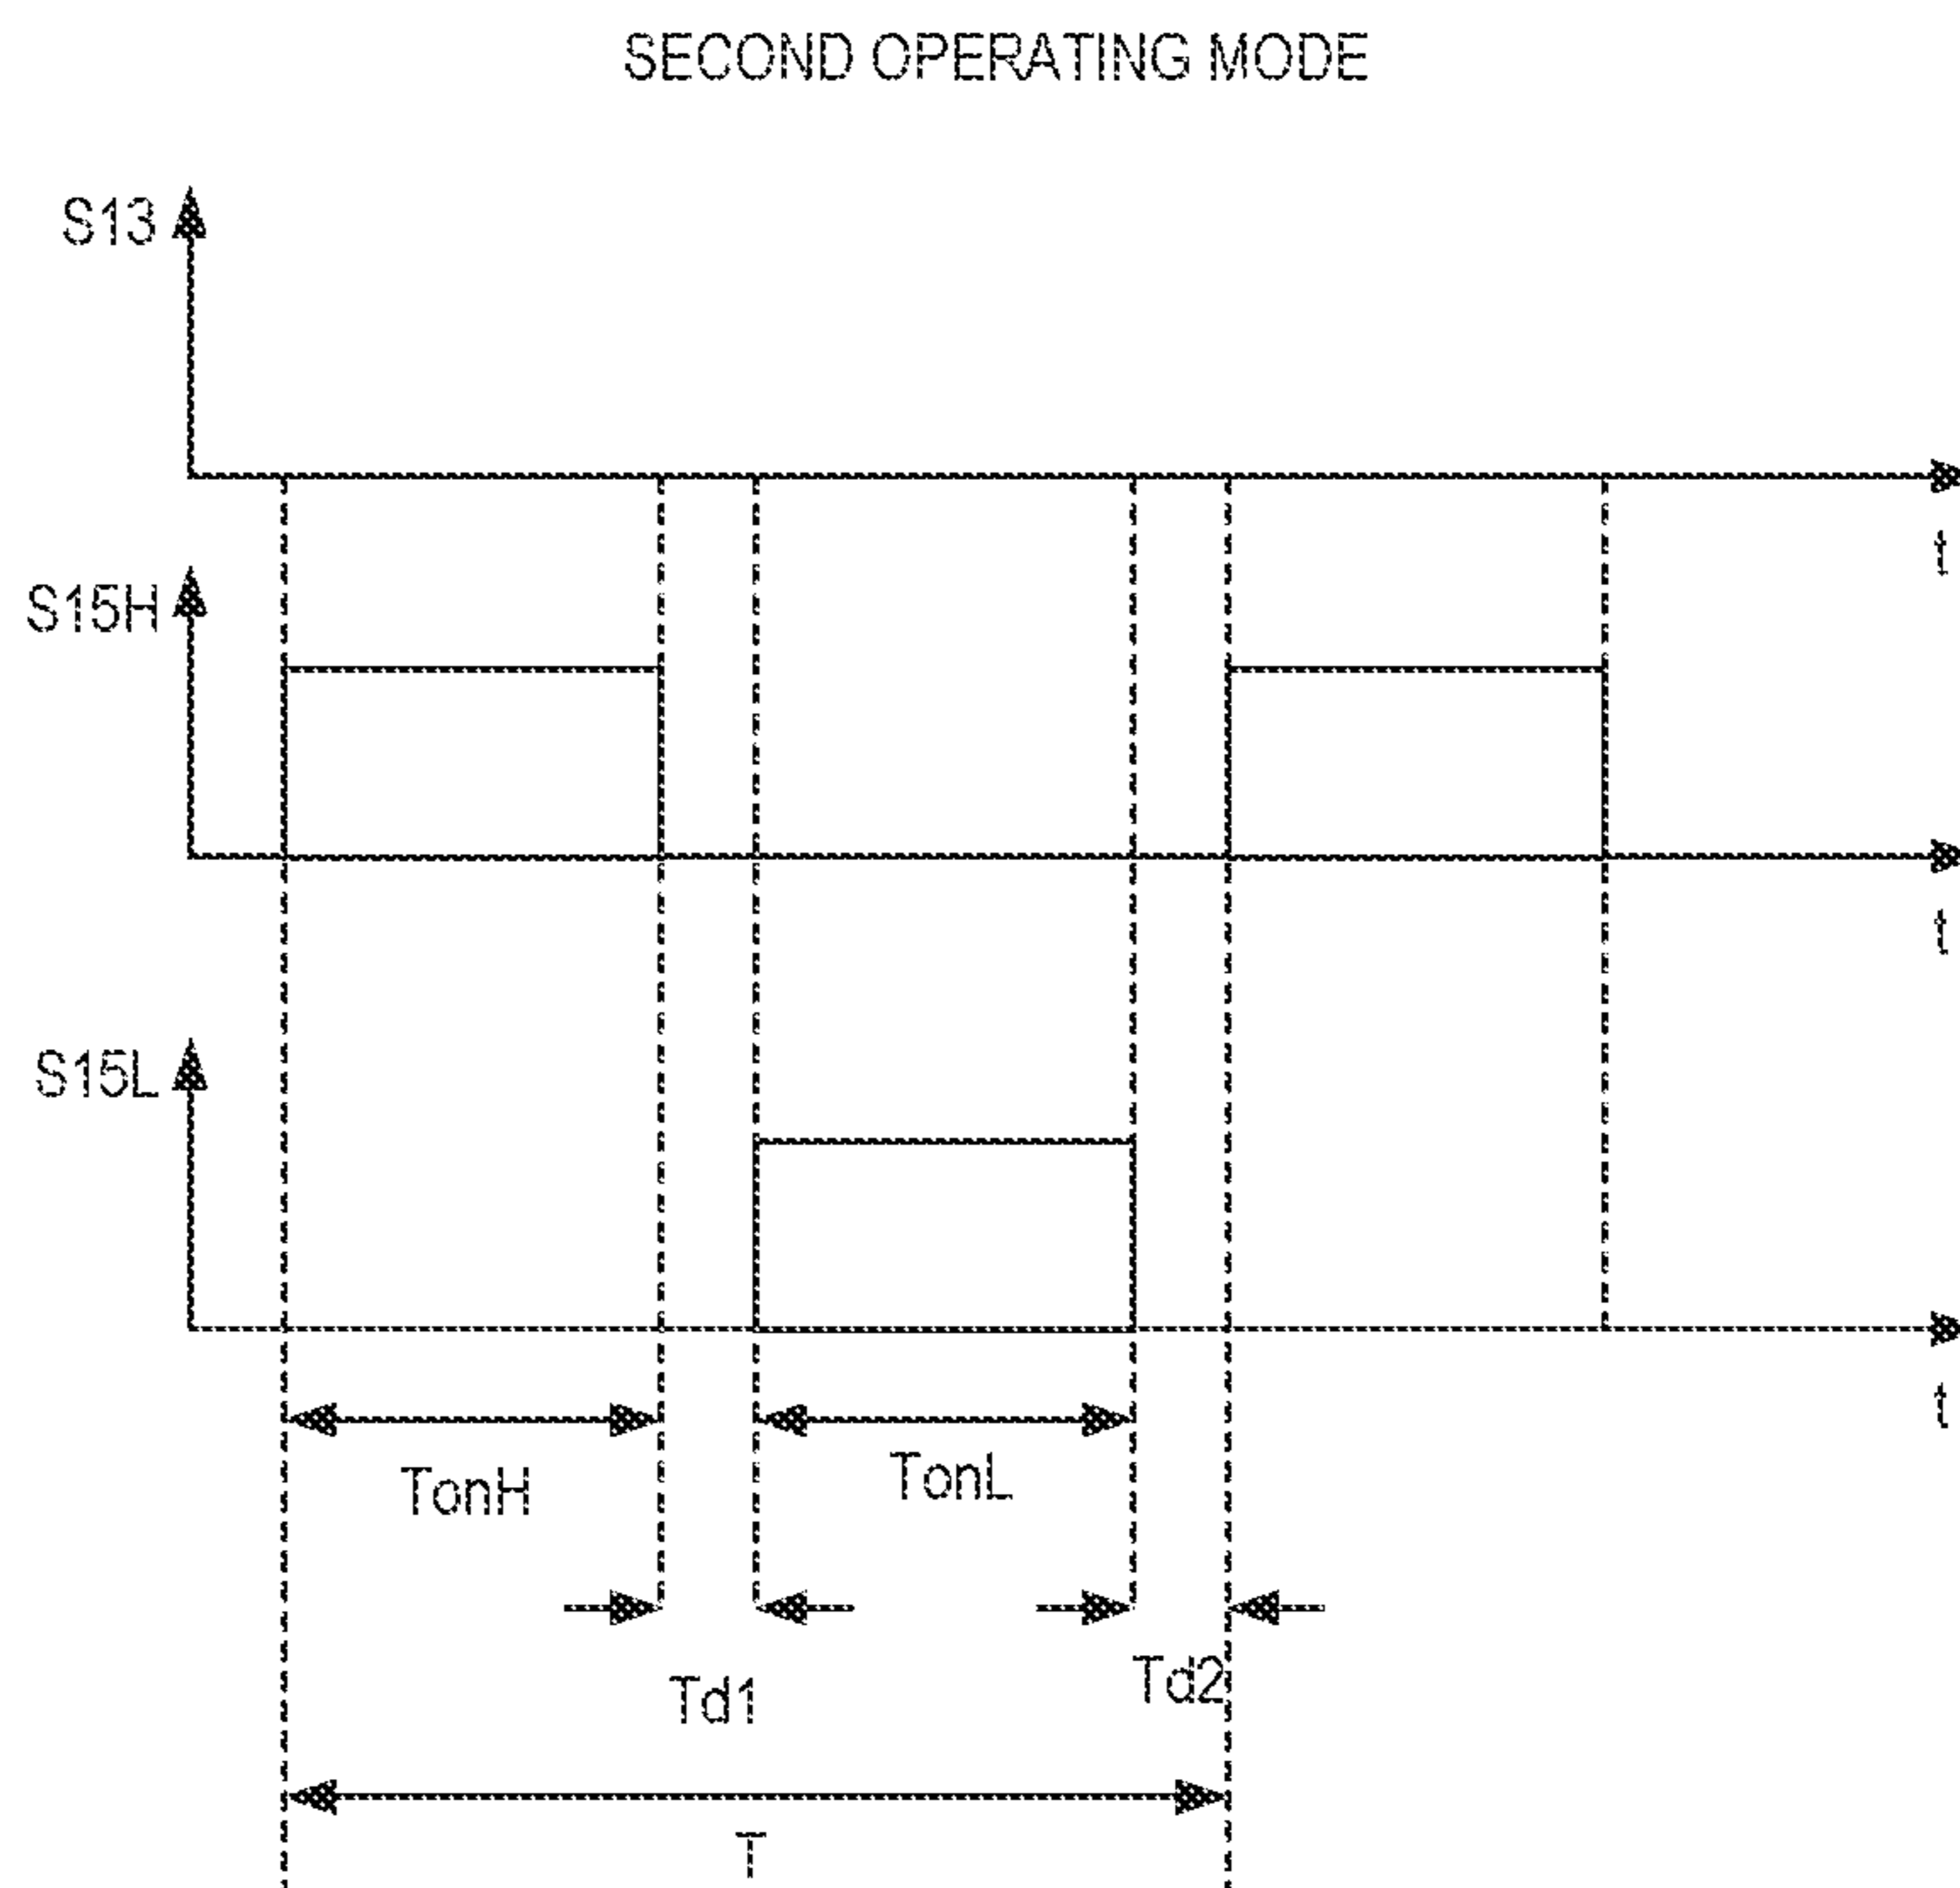 SECOND OPERATING MODE
S13
t
S15H
t
S15L
t
TonH
TonL
Td1
Td2
T